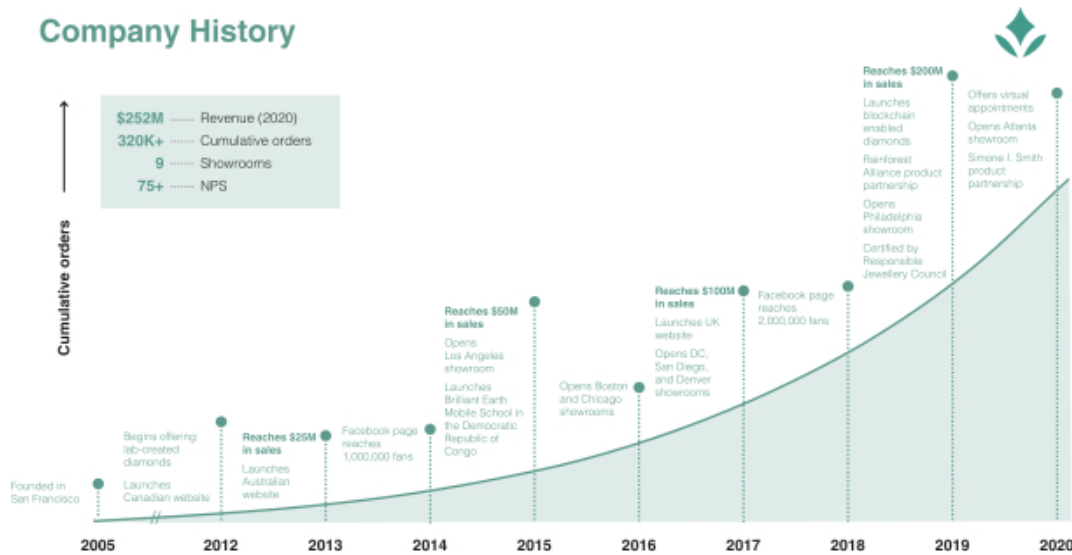 Company History
$252M ....... Revenue (2020)
320K+ ....... Cumulative orders
9 ....... Showrooms
75+ ....... NPS
Cumulative orders
Founded in
San Francisco
Begins offering
lab-created
diamonds
Launches
Canadian website
Reaches $25M
in sales
Launches
Australian
website
Facebook page
reaches
1,000,000 fans
Reaches $50M
in sales
Opens
Los Angeles
showroom
Launches
Brilliant Earth
Mobile School in
the Democratic
Republic of
Congo
Opens Boston
and Chicago
showrooms
Reaches $100M
in sales
Launches UK
website
Opens DC,
San Diego,
and Denver
showrooms
Facebook page
reaches
2,000,000 fans
Reaches $200M
in sales
Launches
blockchain
enabled
diamonds
Rainforest
Alliance product
partnership
Opens
Philadelphia
showroom
Certified by
Responsible
Jewellery Council
Offers virtual
appointments
Opens Atlanta
showroom
Simone I. Smith
product
partnership
//
2005 2012 2013 2014 2015 2016 2017 2018 2019 2020